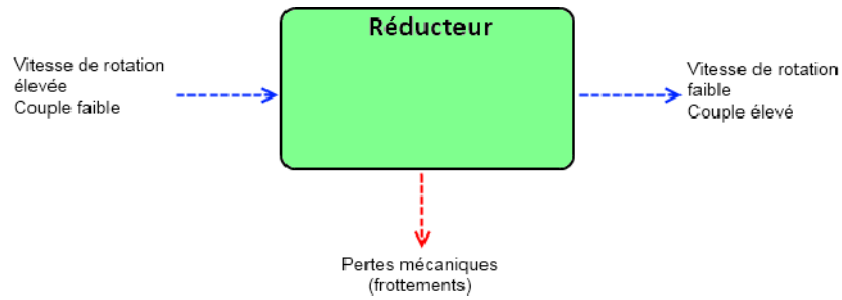 Réducteur
Vitesse de rotation
élevée
Couple faible
Vitesse de rotation
faible
Couple élevé
Pertes mécaniques
(frottements)